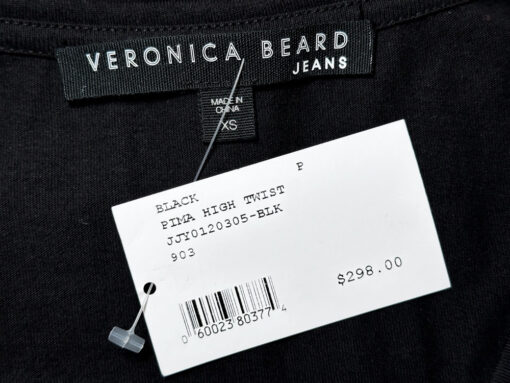 VERONICA BEARD
JEANS
MADE IN
CHINA
XS
P
BLACK
PIMA HIGH TWIST
JJY0120305-BLK
903
$298.00
0 60023 80377 4